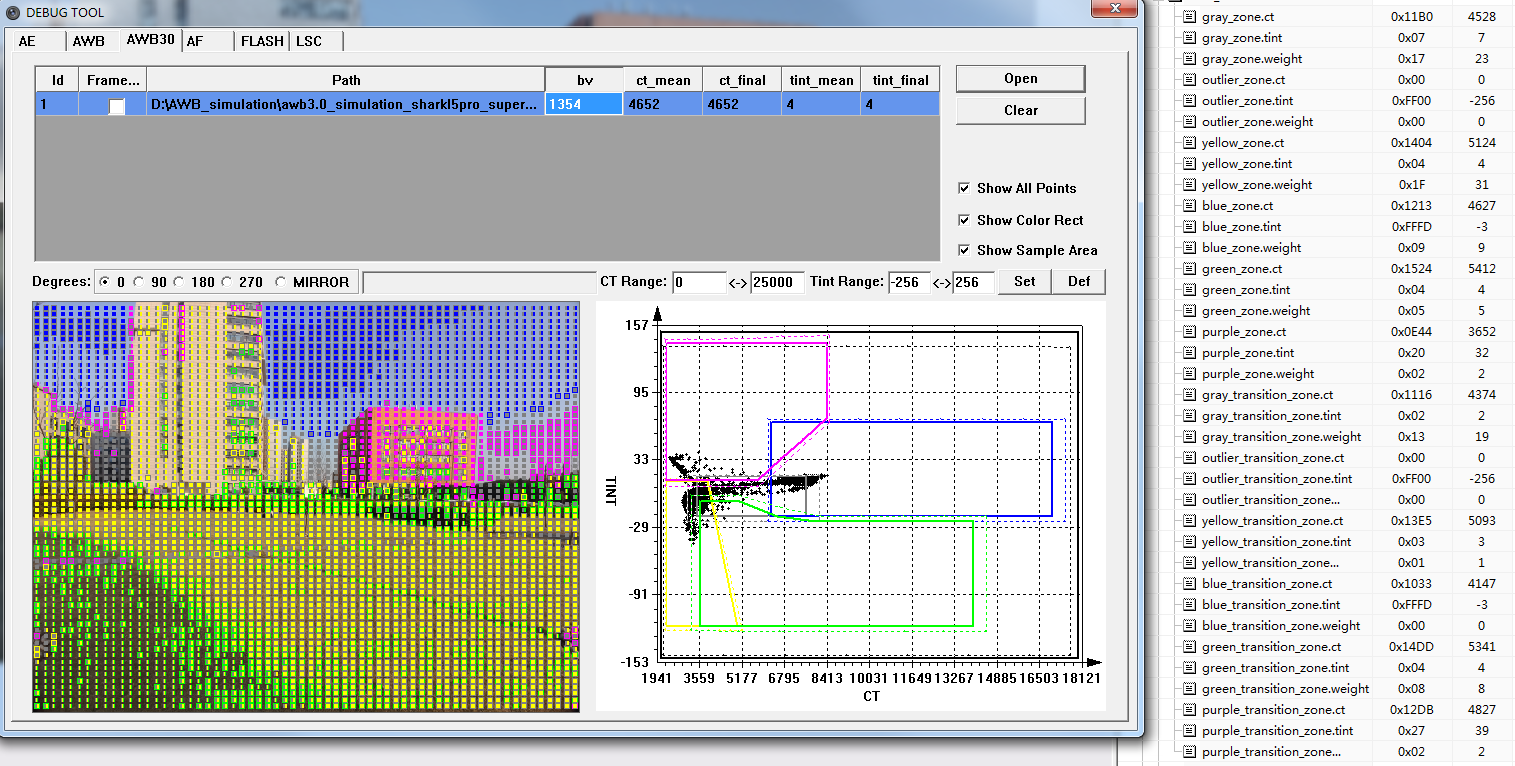 DEBUG TOOL
AE AWB AWB30 AF FLASH LSC
Id Frame... Path bv ct_mean ct_final tint_mean tint_final
1 D:\AWB_simulation\awb3.0_simulation_sharkl5pro_super... 1354 4652 4652 4 4
Open
Clear
Show All Points
Show Color Rect
Show Sample Area
Degrees: 0 90 180 270 MIRROR CT Range: 0 <-> 25000 Tint Range: -256 <-> 256 Set Def
157
95
33
-29
-91
-153
TINT
1941 3559 5177 6795 8413 10031 11649 13267 14885 16503 18121
CT
gray_zone.ct 0x11B0 4528
gray_zone.tint 0x07 7
gray_zone.weight 0x17 23
outlier_zone.ct 0x00 0
outlier_zone.tint 0xFF00 -256
outlier_zone.weight 0x00 0
yellow_zone.ct 0x1404 5124
yellow_zone.tint 0x04 4
yellow_zone.weight 0x1F 31
blue_zone.ct 0x1213 4627
blue_zone.tint 0xFFFD -3
blue_zone.weight 0x09 9
green_zone.ct 0x1524 5412
green_zone.tint 0x04 4
green_zone.weight 0x05 5
purple_zone.ct 0x0E44 3652
purple_zone.tint 0x20 32
purple_zone.weight 0x02 2
gray_transition_zone.ct 0x1116 4374
gray_transition_zone.tint 0x02 2
gray_transition_zone.weight 0x13 19
outlier_transition_zone.ct 0x00 0
outlier_transition_zone.tint 0xFF00 -256
outlier_transition_zone... 0x00 0
yellow_transition_zone.ct 0x13E5 5093
yellow_transition_zone.tint 0x03 3
yellow_transition_zone... 0x01 1
blue_transition_zone.ct 0x1033 4147
blue_transition_zone.tint 0xFFFD -3
blue_transition_zone.weight 0x00 0
green_transition_zone.ct 0x14DD 5341
green_transition_zone.tint 0x04 4
green_transition_zone.weight 0x08 8
purple_transition_zone.ct 0x12DB 4827
purple_transition_zone.tint 0x27 39
purple_transition_zone... 0x02 2